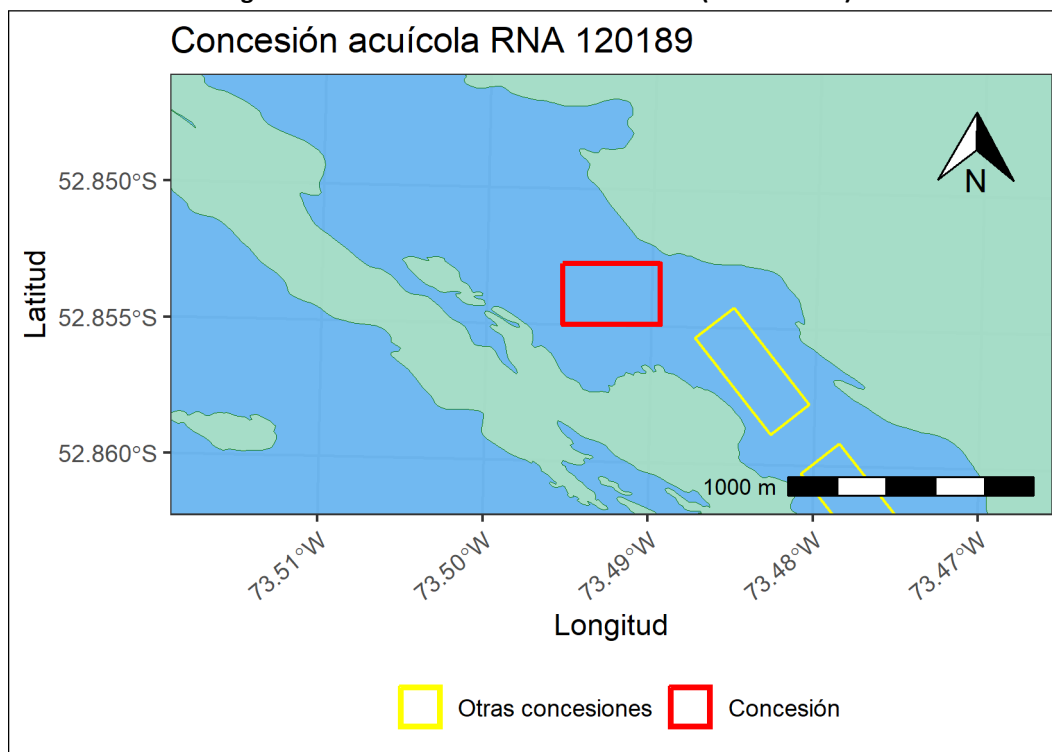 Concesión acuícola RNA 120189
N
52.850°S
52.855°S
52.860°S
Latitud
1000 m
73.51°W
73.50°W
73.49°W
73.48°W
73.47°W
Longitud
Otras concesiones
Concesión